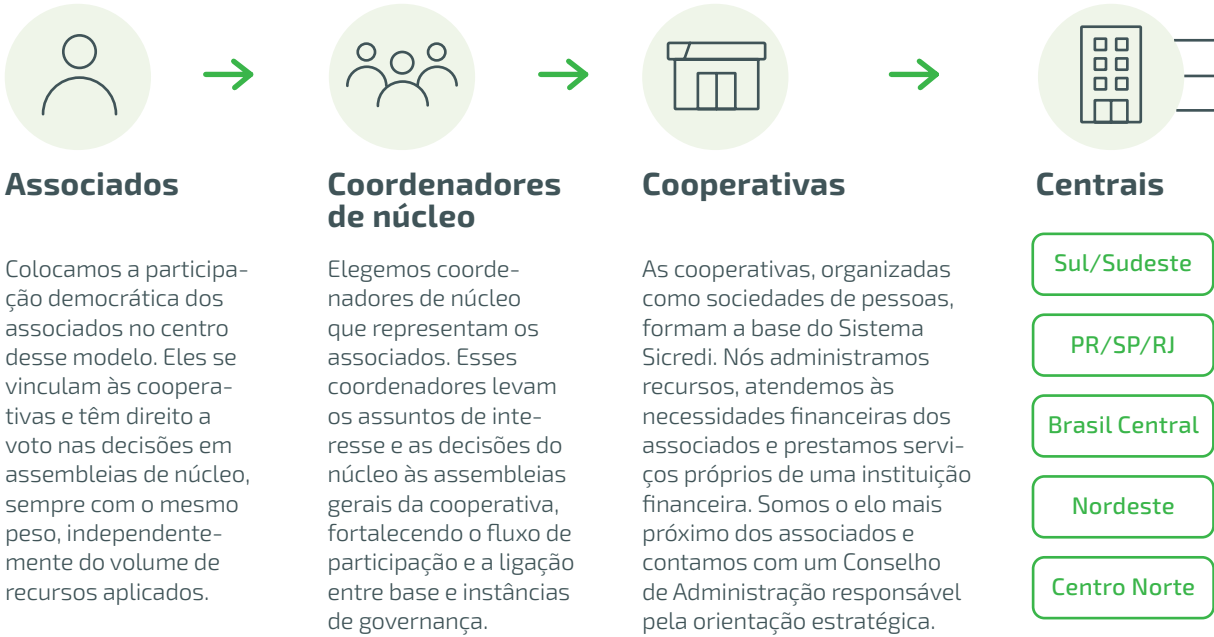 Associados
Colocamos a participa-
ção democrática dos
associados no centro
desse modelo. Eles se
vinculam às coopera-
tivas e têm direito a
voto nas decisões em
assembleias de núcleo,
sempre com o mesmo
peso, independente-
mente do volume de
recursos aplicados.
Coordenadores
de núcleo
Elegemos coorde-
nadores de núcleo
que representam os
associados. Esses
coordenadores levam
os assuntos de inte-
resse e as decisões do
núcleo às assembleias
gerais da cooperativa,
fortalecendo o fluxo de
participação e a ligação
entre base e instâncias
de governança.
Cooperativas
As cooperativas, organizadas
como sociedades de pessoas,
formam a base do Sistema
Sicredi. Nós administramos
recursos, atendemos às
necessidades financeiras dos
associados e prestamos servi-
ços próprios de uma instituição
financeira. Somos o elo mais
próximo dos associados e
contamos com um Conselho
de Administração responsável
pela orientação estratégica.
Centrais
Sul/Sudeste
PR/SP/RJ
Brasil Central
Nordeste
Centro Norte